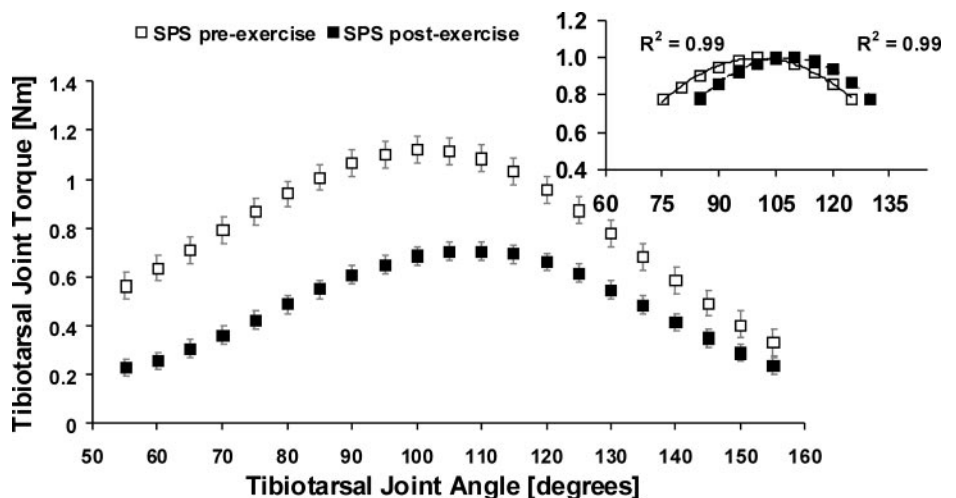 SPS pre-exercise SPS post-exercise
Tibiotarsal Joint Torque [Nm]
1.4
1.2
1
0.8
0.6
0.4
0.2
0
50 60 70 80 90 100 110 120 130 140 150 160
Tibiotarsal Joint Angle [degrees]
R² = 0.99 R² = 0.99
1.2
1.0
0.8
0.6
0.4
60 75 90 105 120 135